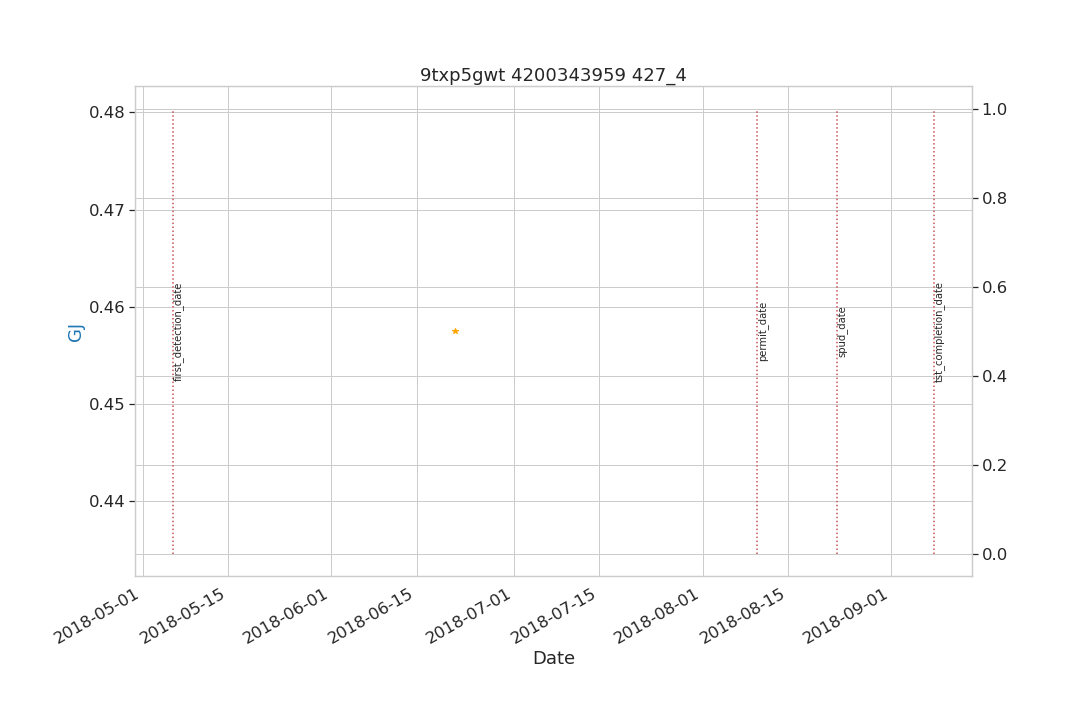 9txp5gwt 4200343959 427_4
0.48
0.47
0.46
0.45
0.44
GJ
1.0
0.8
0.6
0.4
0.2
0.0
first_detection_date
permit_date
spud_date
tst_completion_date
2018-05-01
2018-05-15
2018-06-01
2018-06-15
2018-07-01
2018-07-15
2018-08-01
2018-08-15
2018-09-01
Date